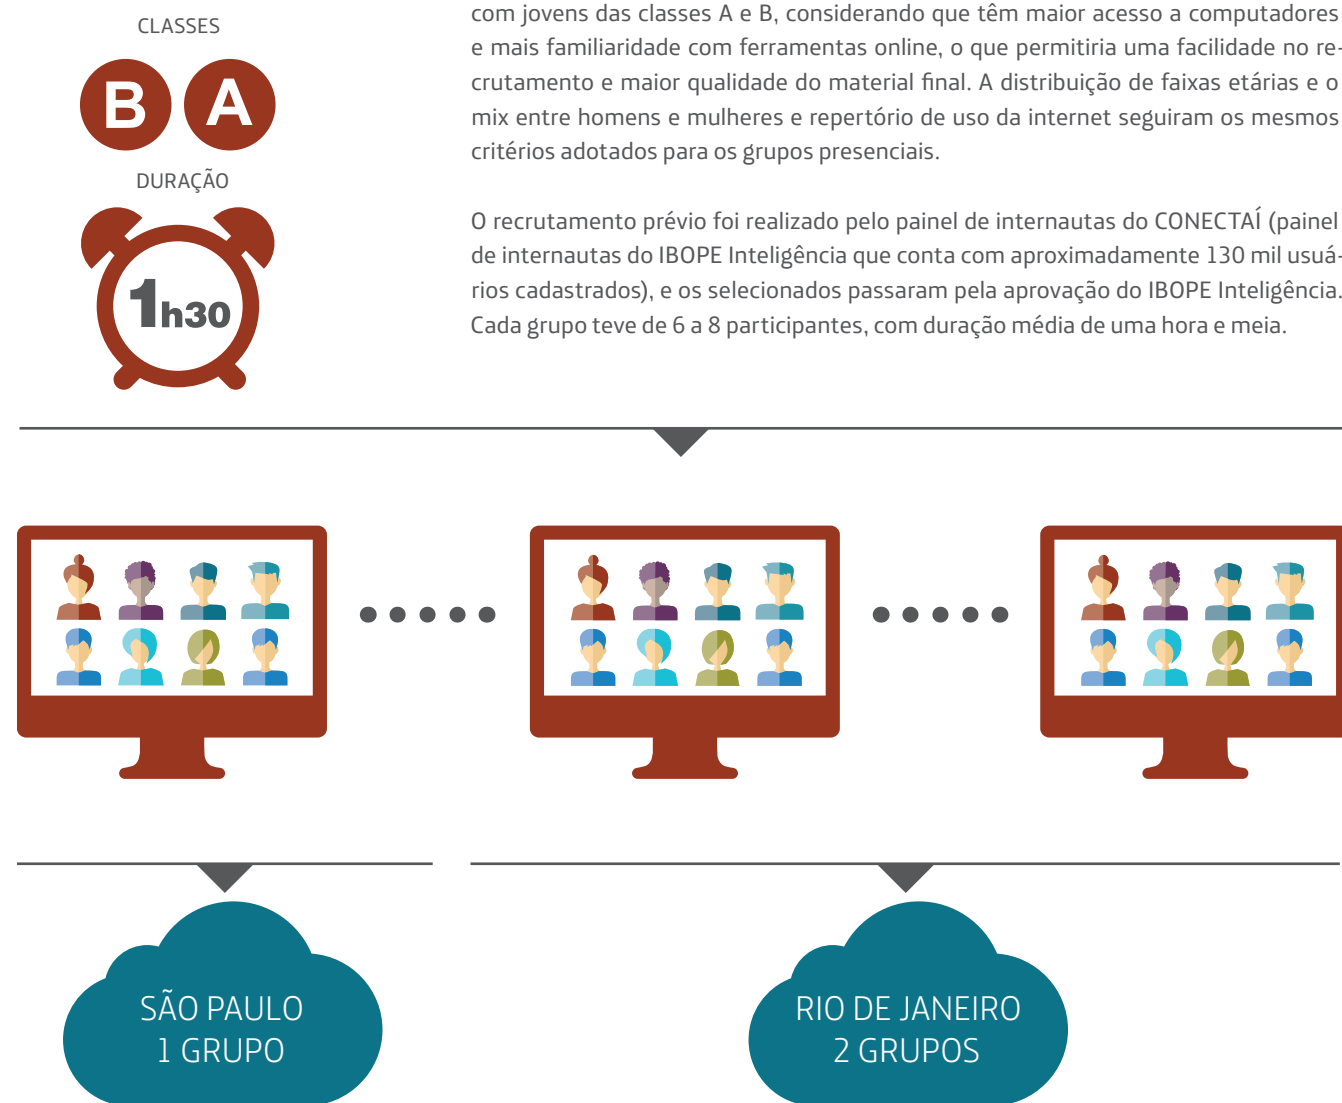 CLASSES
B A
DURAÇÃO
1h30
com jovens das classes A e B, considerando que têm maior acesso a computadores
e mais familiaridade com ferramentas online, o que permitiria uma facilidade no re-
crutamento e maior qualidade do material final. A distribuição de faixas etárias e o
mix entre homens e mulheres e repertório de uso da internet seguiram os mesmos
critérios adotados para os grupos presenciais.
O recrutamento prévio foi realizado pelo painel de internautas do CONECTAÍ (painel
de internautas do IBOPE Inteligência que conta com aproximadamente 130 mil usuá-
rios cadastrados), e os selecionados passaram pela aprovação do IBOPE Inteligência.
Cada grupo teve de 6 a 8 participantes, com duração média de uma hora e meia.
SÃO PAULO
1 GRUPO
RIO DE JANEIRO
2 GRUPOS